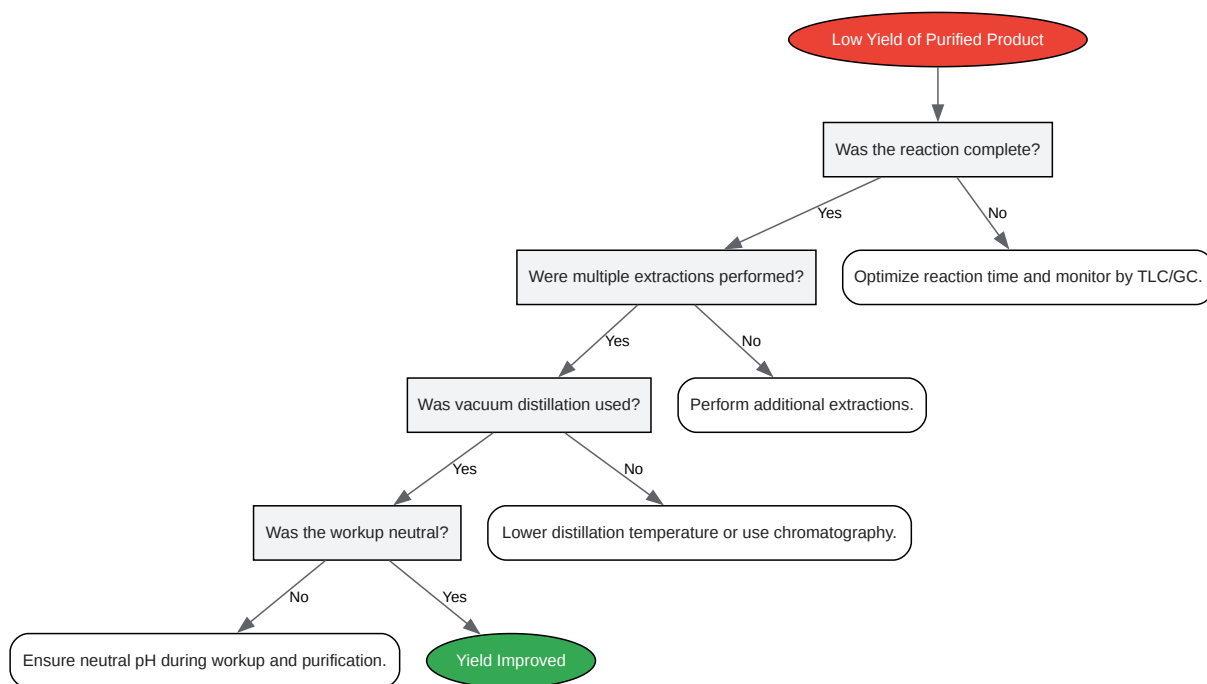 Low Yield of Purified Product
Was the reaction complete?
Yes
No
Were multiple extractions performed?
Optimize reaction time and monitor by TLC/GC.
Yes
No
Was vacuum distillation used?
Perform additional extractions.
Yes
No
Was the workup neutral?
Lower distillation temperature or use chromatography.
No
Yes
Ensure neutral pH during workup and purification.
Yield Improved